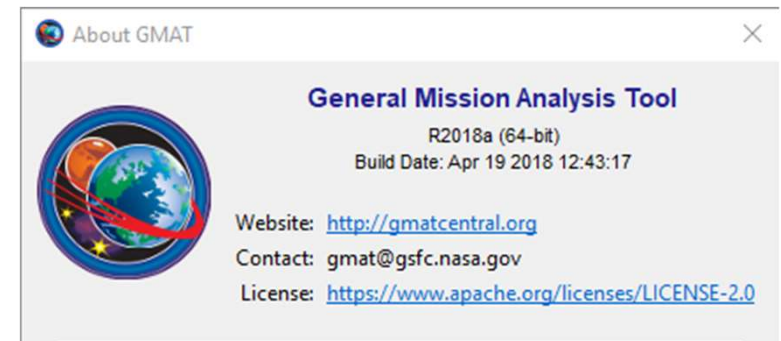 About GMAT
General Mission Analysis Tool
R2018a (64-bit)
Build Date: Apr 19 2018 12:43:17
Website: http://gmatcentral.org
Contact: gmat@gsfc.nasa.gov
License: https://www.apache.org/licenses/LICENSE-2.0